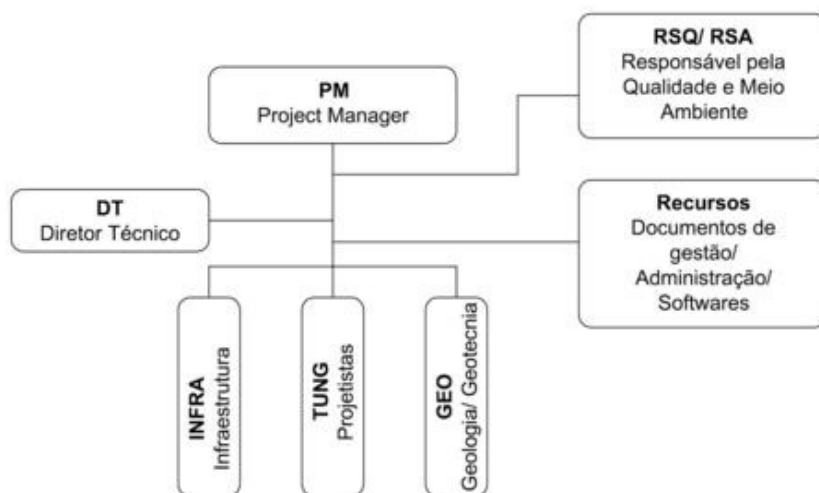 PM
Project Manager
RSQ/ RSA
Responsável pela
Qualidade e Meio
Ambiente
DT
Diretor Técnico
Recursos
Documentos de
gestão/
Administração/
Softwares
INFRA
Infraestrutura
TUNG
Projetistas
GEO
Geologia/ Geotecnia